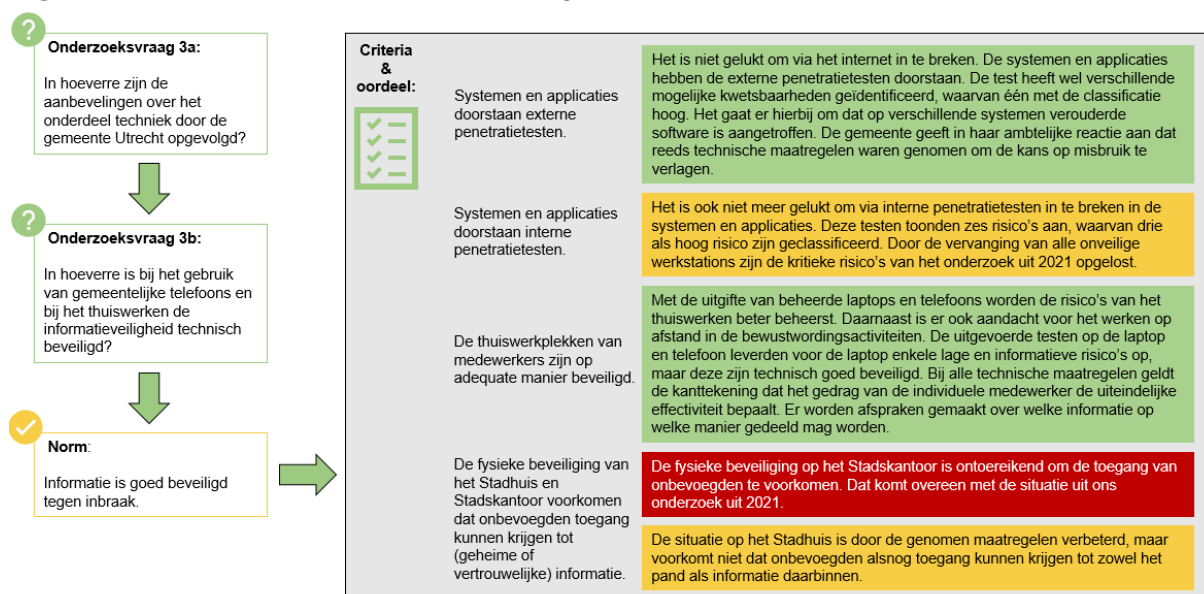 Onderzoeksvraag 3a:
In hoeverre zijn de
aanbevelingen over het
onderdeel techniek door de
gemeente Utrecht opgevolgd?
Onderzoeksvraag 3b:
In hoeverre is bij het gebruik
van gemeentelijke telefoons en
bij het thuiswerken de
informatieveiligheid technisch
beveiligd?
Norm:
Informatie is goed beveiligd
tegen inbraak.
Criteria
&
oordeel:
Systemen en applicaties
doorstaan externe
penetratietesten.
Het is niet gelukt om via het internet in te breken. De systemen en applicaties
hebben de externe penetratietesten doorstaan. De test heeft wel verschillende
mogelijke kwetsbaarheden geïdentificeerd, waarvan één met de classificatie
hoog. Het gaat er hierbij om dat op verschillende systemen verouderde
software is aangetroffen. De gemeente geeft in haar ambtelijke reactie aan dat
reeds technische maatregelen waren genomen om de kans op misbruik te
verlagen.
Systemen en applicaties
doorstaan interne
penetratietesten.
Het is ook niet meer gelukt om via interne penetratietesten in te breken in de
systemen en applicaties. Deze testen toonden zes risico's aan, waarvan drie
als hoog risico zijn geclassificeerd. Door de vervanging van alle onveilige
werkstations zijn de kritieke risico's van het onderzoek uit 2021 opgelost.
De thuiswerkplekken van
medewerkers zijn op
adequate manier beveiligd.
Met de uitgifte van beheerde laptops en telefoons worden de risico's van het
thuiswerken beter beheerst. Daarnaast is er ook aandacht voor het werken op
afstand in de bewustwordingsactiviteiten. De uitgevoerde testen op de laptop
en telefoon leverden voor de laptop enkele lage en informatieve risico's op,
maar deze zijn technisch goed beveiligd. Bij alle technische maatregelen geldt
de kanttekening dat het gedrag van de individuele medewerker de uiteindelijke
effectiviteit bepaalt. Er worden afspraken gemaakt over welke informatie op
welke manier gedeeld mag worden.
De fysieke beveiliging van
het Stadhuis en
Stadskantoor voorkomen
dat onbevoegden toegang
kunnen krijgen tot
(geheime of
vertrouwelijke) informatie.
De fysieke beveiliging op het Stadskantoor is ontoereikend om de toegang van
onbevoegden te voorkomen. Dat komt overeen met de situatie uit ons
onderzoek uit 2021.
De situatie op het Stadhuis is door de genomen maatregelen verbeterd, maar
voorkomt niet dat onbevoegden alsnog toegang kunnen krijgen tot zowel het
pand als informatie daarbinnen.